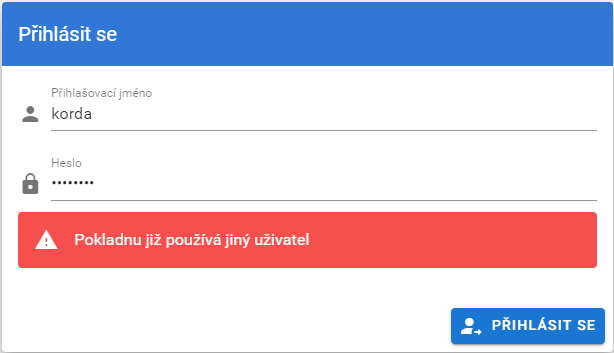 Přihlásit se
Přihlašovací jméno
korda
Heslo
••••••••
Pokladnu již používá jiný uživatel
PŘIHLÁSIT SE